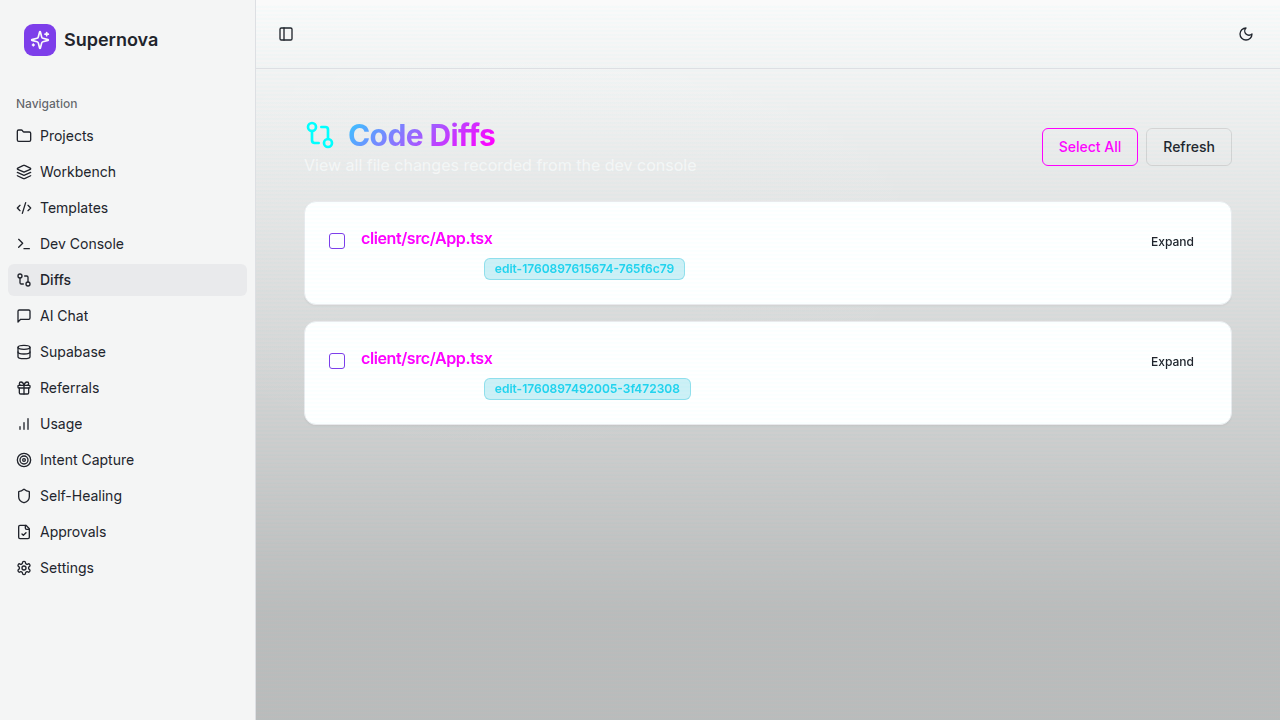 Supernova
Navigation
Projects
Workbench
Templates
Dev Console
Diffs
AI Chat
Supabase
Referrals
Usage
Intent Capture
Self-Healing
Approvals
Settings
Code Diffs
View all file changes recorded from the dev console
Select All
Refresh
client/src/App.tsx
Expand
edit-1760897615674-765f6c79
client/src/App.tsx
Expand
edit-1760897492005-3f472308